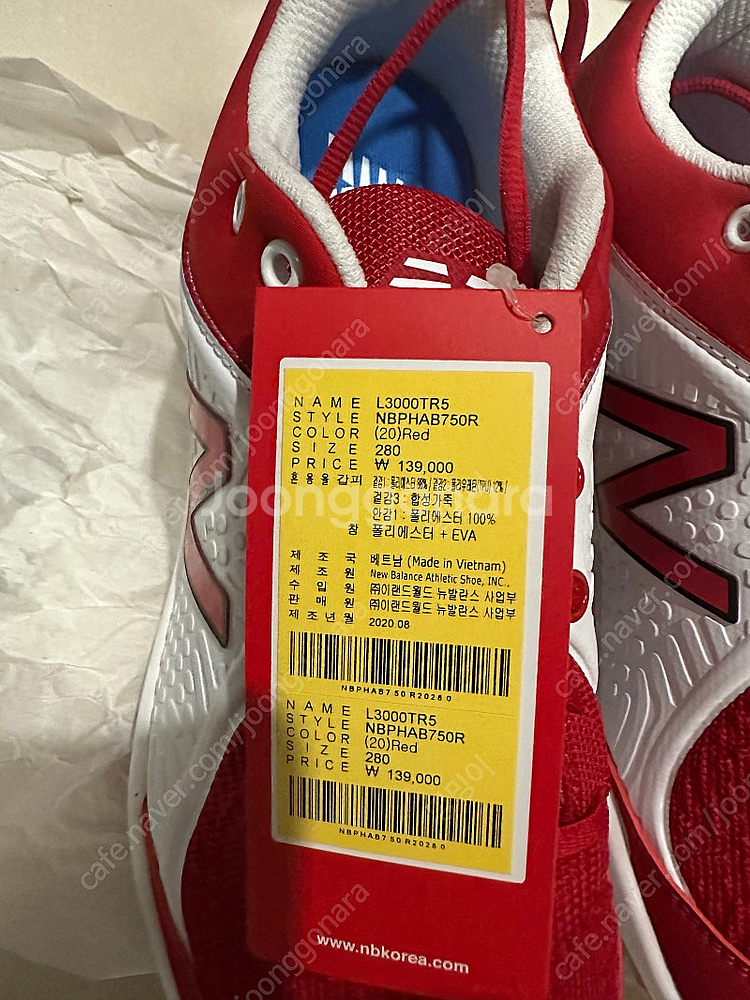 NAME L3000TR5
STYLE NBPHAB750R
COLOR (20)Red
SIZE 280
PRICE ₩ 139,000
혼용율 갑피
겉감3 : 합성가죽
안감1 : 폴리에스터 100%
창 폴리에스터 + EVA
제조국 베트남 (Made in Vietnam)
제조원 New Balance Athletic Shoe, INC.,
수입원 ㈜이랜드월드 뉴발란스 사업부
판매원 ㈜이랜드월드 뉴발란스 사업부
제조년월 2020.08
NBPHAB750R20280
NAME L3000TR5
STYLE NBPHAB750R
COLOR (20)Red
SIZE 280
PRICE ₩ 139,000
NBPHAB750R20280
www.nbkorea.com
joonggonara